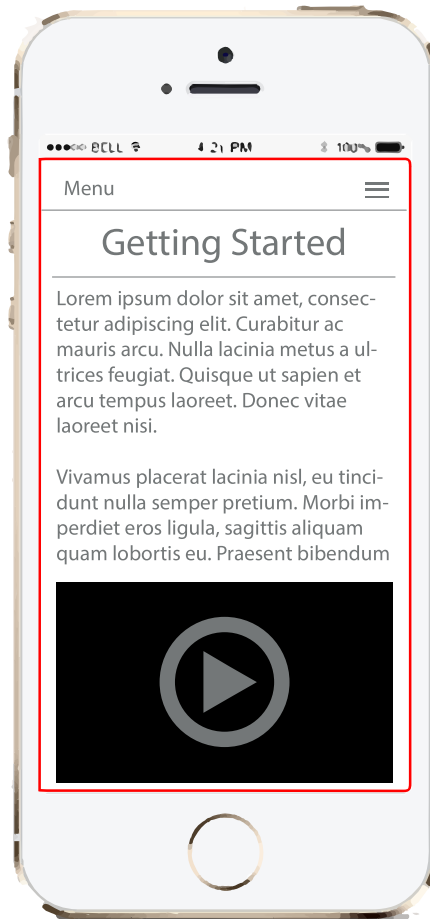 BELL 4:21 PM 100%
Menu
Getting Started
Lorem ipsum dolor sit amet, consec-
tetur adipiscing elit. Curabitur ac
mauris arcu. Nulla lacinia metus a ul-
trices feugiat. Quisque ut sapien et
arcu tempus laoreet. Donec vitae
laoreet nisi.
Vivamus placerat lacinia nisl, eu tinci-
dunt nulla semper pretium. Morbi im-
perdiet eros ligula, sagittis aliquam
quam lobortis eu. Praesent bibendum